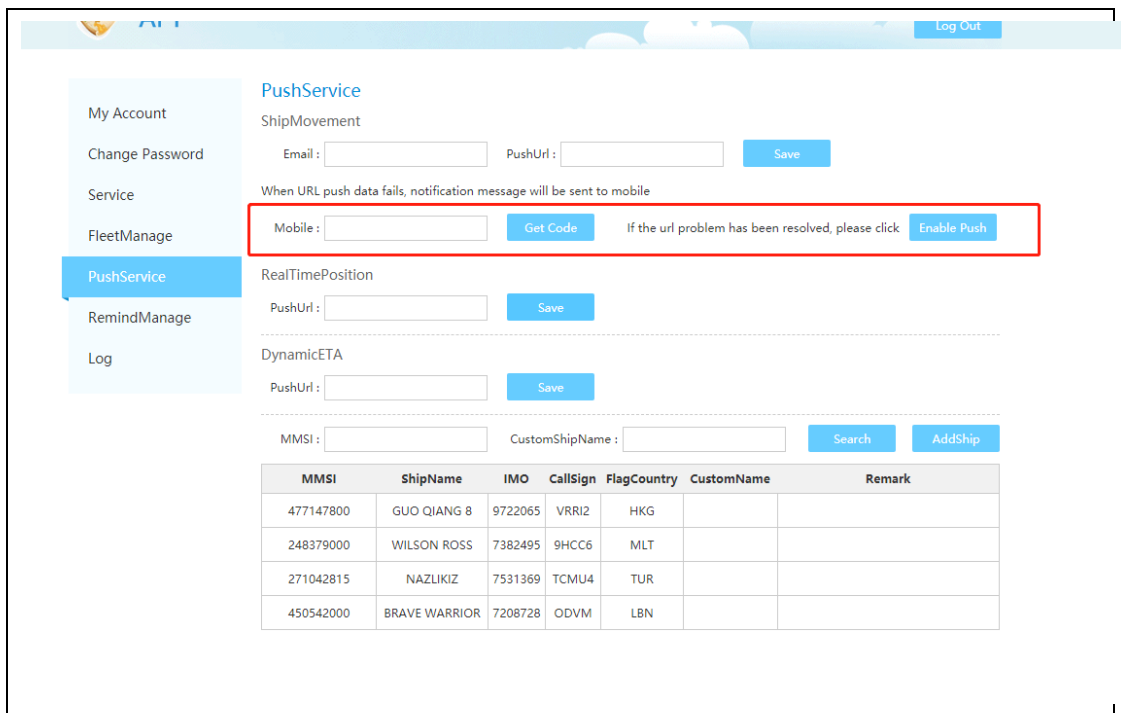 API
Log Out
My Account
Change Password
Service
FleetManage
PushService
RemindManage
Log
PushService
ShipMovement
Email : PushUrl : Save
When URL push data fails, notification message will be sent to mobile
Mobile : Get Code If the url problem has been resolved, please click Enable Push
RealTimePosition
PushUrl : Save
DynamicETA
PushUrl : Save
MMSI : CustomShipName : Search AddShip
MMSI ShipName IMO CallSign FlagCountry CustomName Remark
477147800 GUO QIANG 8 9722065 VRRI2 HKG
248379000 WILSON ROSS 7382495 9HCC6 MLT
271042815 NAZLIKIZ 7531369 TCMU4 TUR
450542000 BRAVE WARRIOR 7208728 ODVM LBN